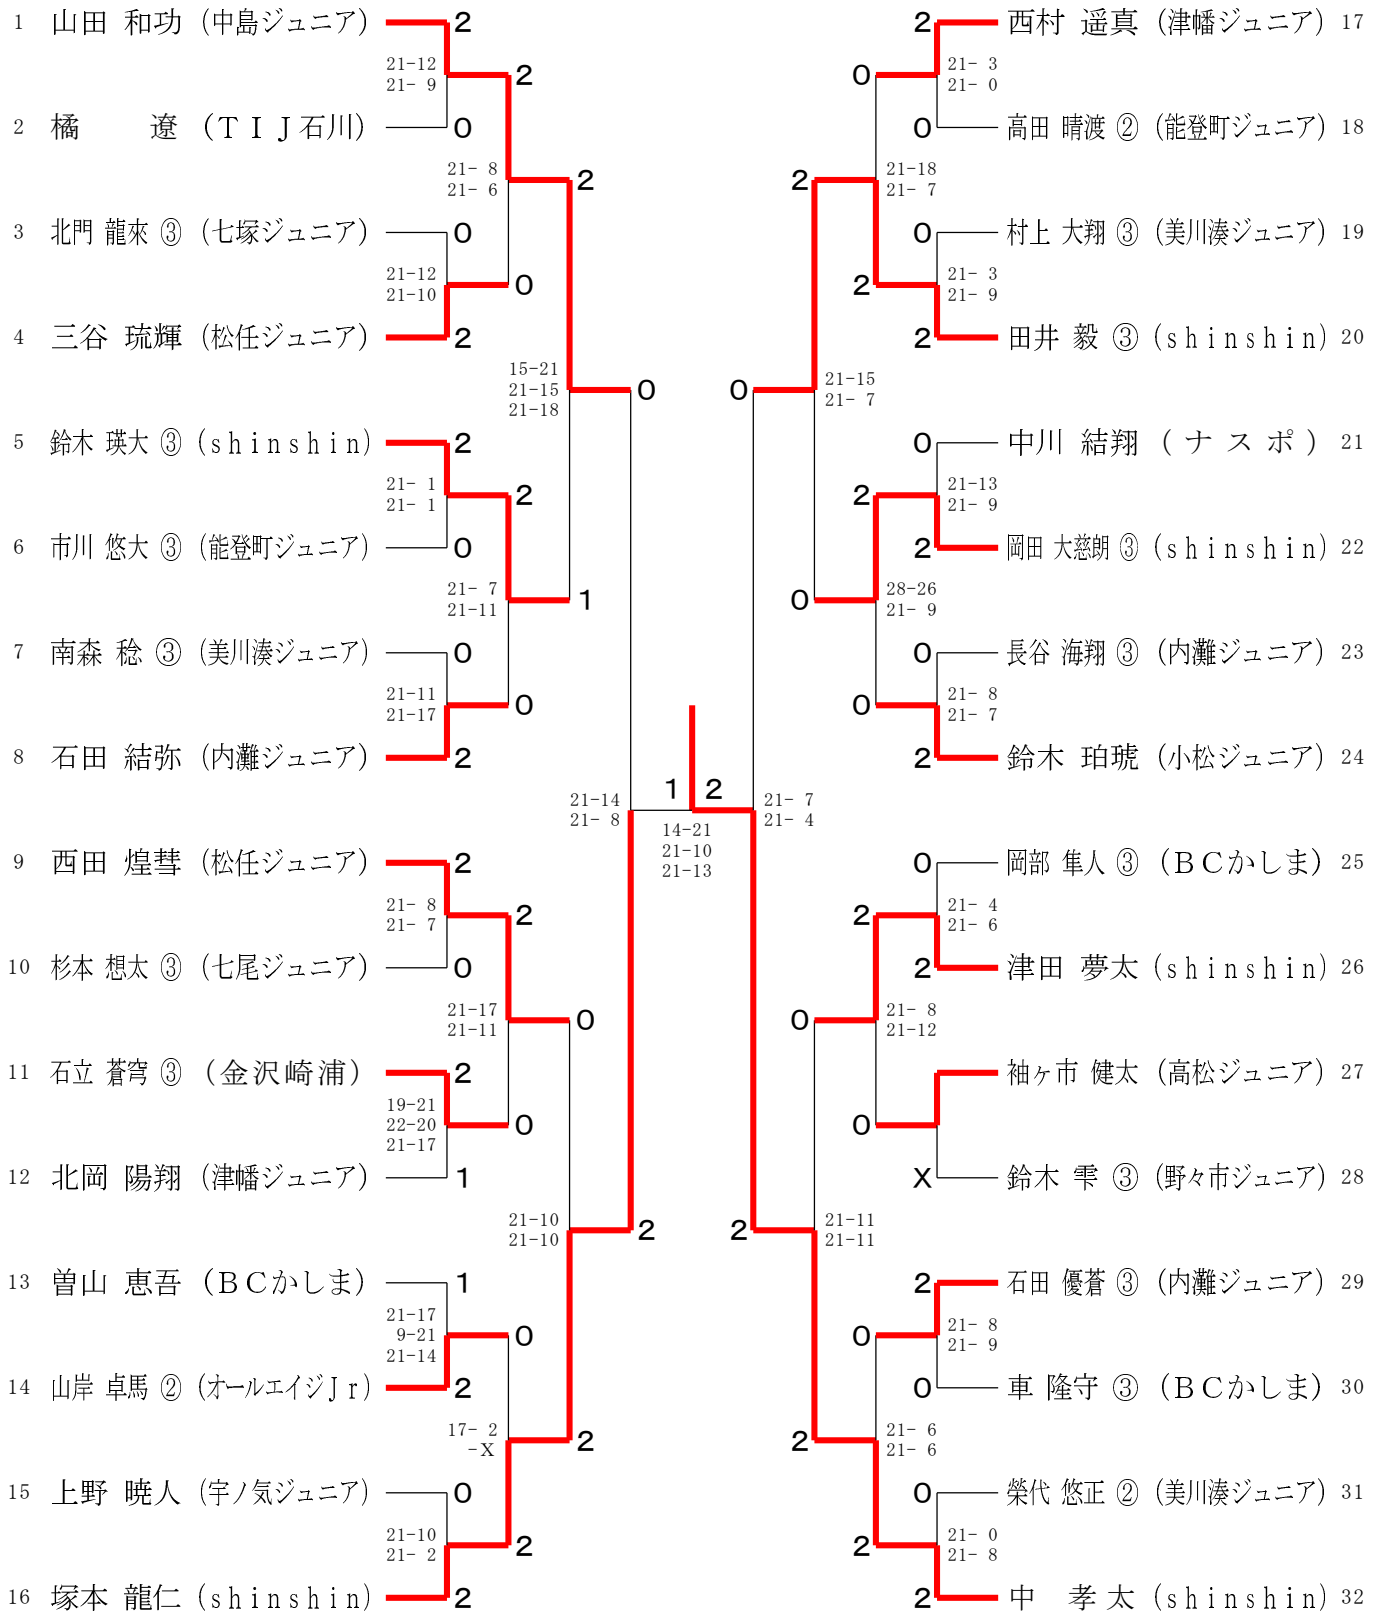 1 山田 和功 (中島ジュニア) 2
2 西村 遥真 (津幡ジュニア) 17
21-12
21- 9
2
0
21- 3
21- 0
2 橘 遼 (ＴＩＪ石川) 0
0 高田 晴渡 ② (能登町ジュニア) 18
21- 8
21- 6
2
2
21-18
21- 7
3 北門 龍來 ③ (七塚ジュニア) 0
0 村上 大翔 ③ (美川湊ジュニア) 19
21-12
21-10
0
2
21- 3
21- 9
4 三谷 琉輝 (松任ジュニア) 2
2 田井 毅 ③ (shinshin) 20
15-21
21-15
21-18
0
0
21-15
21- 7
5 鈴木 瑛大 ③ (shinshin) 2
0 中川 結翔 (ナスポ) 21
21- 1
21- 1
2
2
21-13
21- 9
6 市川 悠大 ③ (能登町ジュニア) 0
2 岡田 大慈朗 ③ (shinshin) 22
21- 7
21-11
1
0
28-26
21- 9
7 南森 稔 ③ (美川湊ジュニア) 0
0 長谷 海翔 ③ (内灘ジュニア) 23
21-11
21-17
0
0
21- 8
21- 7
8 石田 結弥 (内灘ジュニア) 2
2 鈴木 珀琥 (小松ジュニア) 24
21-14
21- 8
1 2
14-21
21-10
21-13
21- 7
21- 4
9 西田 煌彗 (松任ジュニア) 2
0 岡部 隼人 ③ (ＢＣかしま) 25
21- 8
21- 7
2
2
21- 4
21- 6
10 杉本 想太 ③ (七尾ジュニア) 0
2 津田 夢太 (shinshin) 26
21-17
21-11
0
0
21- 8
21-12
11 石立 蒼穹 ③ (金沢崎浦) 2
袖ヶ市 健太 (高松ジュニア) 27
19-21
22-20
21-17
0
0
12 北岡 陽翔 (津幡ジュニア) 1
X 鈴木 雫 ③ (野々市ジュニア) 28
21-10
21-10
2
2
21-11
21-11
13 曽山 恵吾 (ＢＣかしま) 1
2 石田 優蒼 ③ (内灘ジュニア) 29
21-17
9-21
21-14
0
0
21- 8
21- 9
14 山岸 卓馬 ② (オールエイジＪｒ) 2
0 車 隆守 ③ (ＢＣかしま) 30
17- 2
-X
2
2
21- 6
21- 6
15 上野 暁人 (宇ノ気ジュニア) 0
0 榮代 悠正 ② (美川湊ジュニア) 31
21-10
21- 2
2
2
21- 0
21- 8
16 塚本 龍仁 (shinshin) 2
2 中 孝太 (shinshin) 32